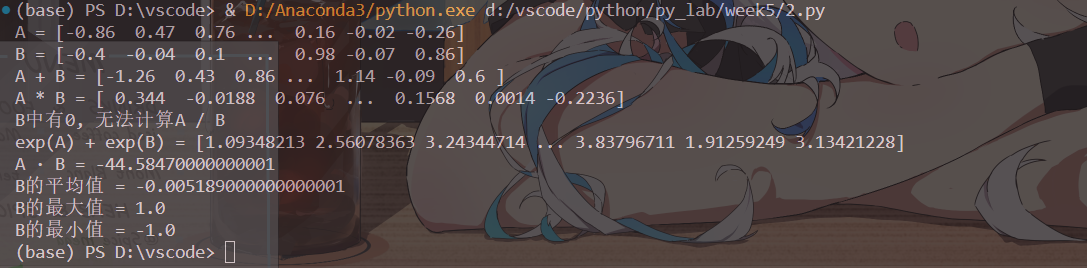 (base) PS D:\vscode> & D:/Anaconda3/python.exe d:/vscode/python/py_lab/week5/2.py
A = [-0.86  0.47  0.76 ...  0.16 -0.02 -0.26]
B = [-0.4  -0.04  0.1  ...  0.98 -0.07  0.86]
A + B = [-1.26  0.43  0.86 ...  1.14 -0.09  0.6 ]
A * B = [ 0.344  -0.0188  0.076  ...  0.1568  0.0014 -0.2236]
B中有0, 无法计算A / B
exp(A) + exp(B) = [1.09348213 2.56078363 3.24344714 ... 3.83796711 1.91259249 3.13421228]
A · B = -44.58470000000001
B的平均值 = -0.005189000000000001
B的最大值 = 1.0
B的最小值 = -1.0
(base) PS D:\vscode>